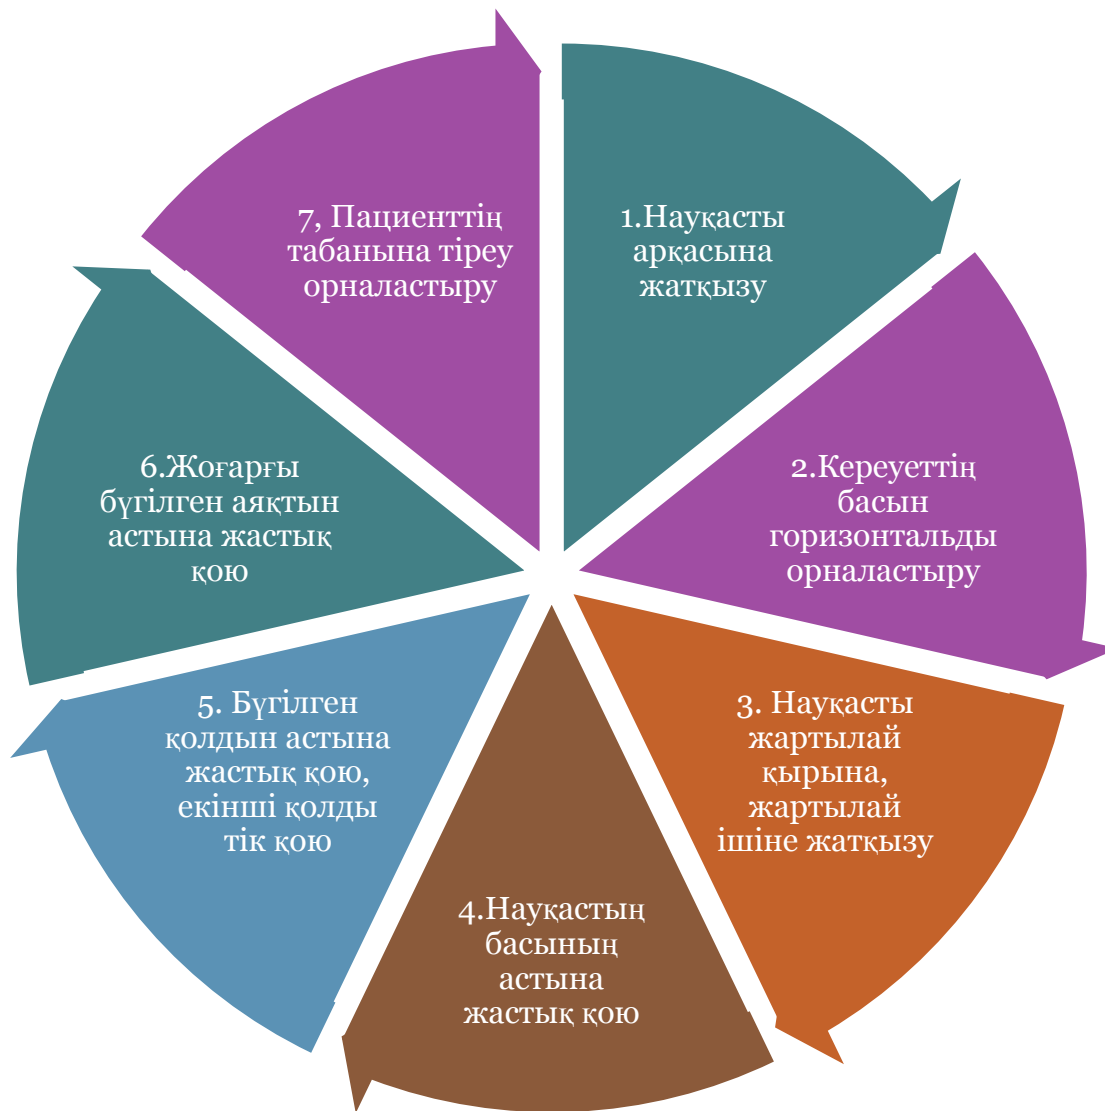 1.Науқасты
арқасына
жатқызу
2.Кереуеттің
басын
горизонтальды
орналастыру
3. Науқасты
жартылай
қырына,
жартылай
ішіне жатқызу
4.Науқастың
басының
астына
жастық қою
5. Бүгілген
қолдын астына
жастық қою,
екінші қолды
тік қою
6.Жоғарғы
бүгілген аяқтын
астына жастық
қою
7, Пациенттің
табанына тіреу
орналастыру